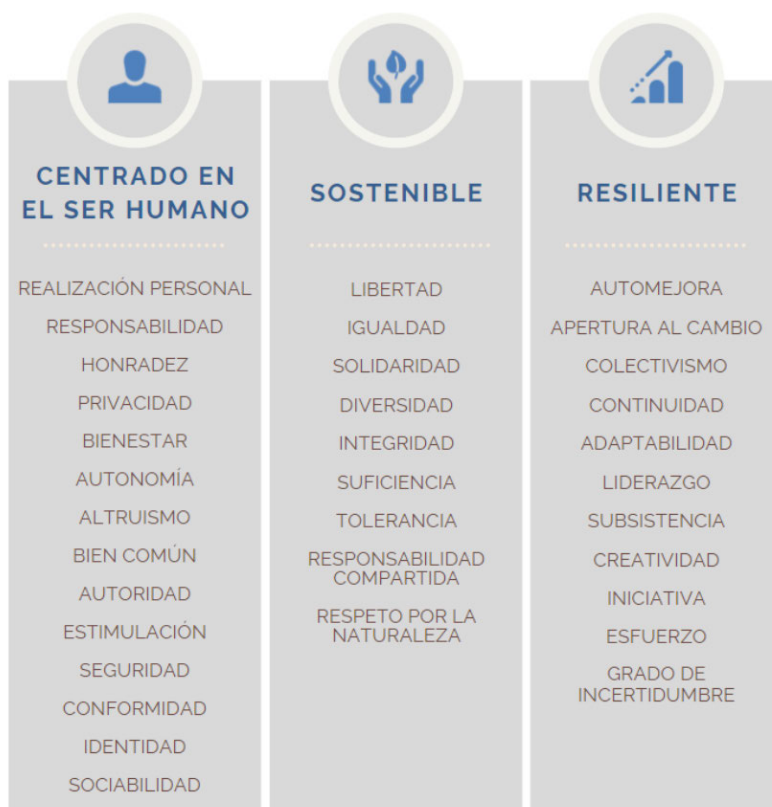 CENTRADO EN
EL SER HUMANO
REALIZACIÓN PERSONAL
RESPONSABILIDAD
HONRADEZ
PRIVACIDAD
BIENESTAR
AUTONOMÍA
ALTRUISMO
BIEN COMÚN
AUTORIDAD
ESTIMULACIÓN
SEGURIDAD
CONFORMIDAD
IDENTIDAD
SOCIABILIDAD
SOSTENIBLE
LIBERTAD
IGUALDAD
SOLIDARIDAD
DIVERSIDAD
INTEGRIDAD
SUFICIENCIA
TOLERANCIA
RESPONSABILIDAD
COMPARTIDA
RESPETO POR LA
NATURALEZA
RESILIENTE
AUTOMEJORA
APERTURA AL CAMBIO
COLECTIVISMO
CONTINUIDAD
ADAPTABILIDAD
LIDERAZGO
SUBSISTENCIA
CREATIVIDAD
INICIATIVA
ESFUERZO
GRADO DE
INCERTIDUMBRE